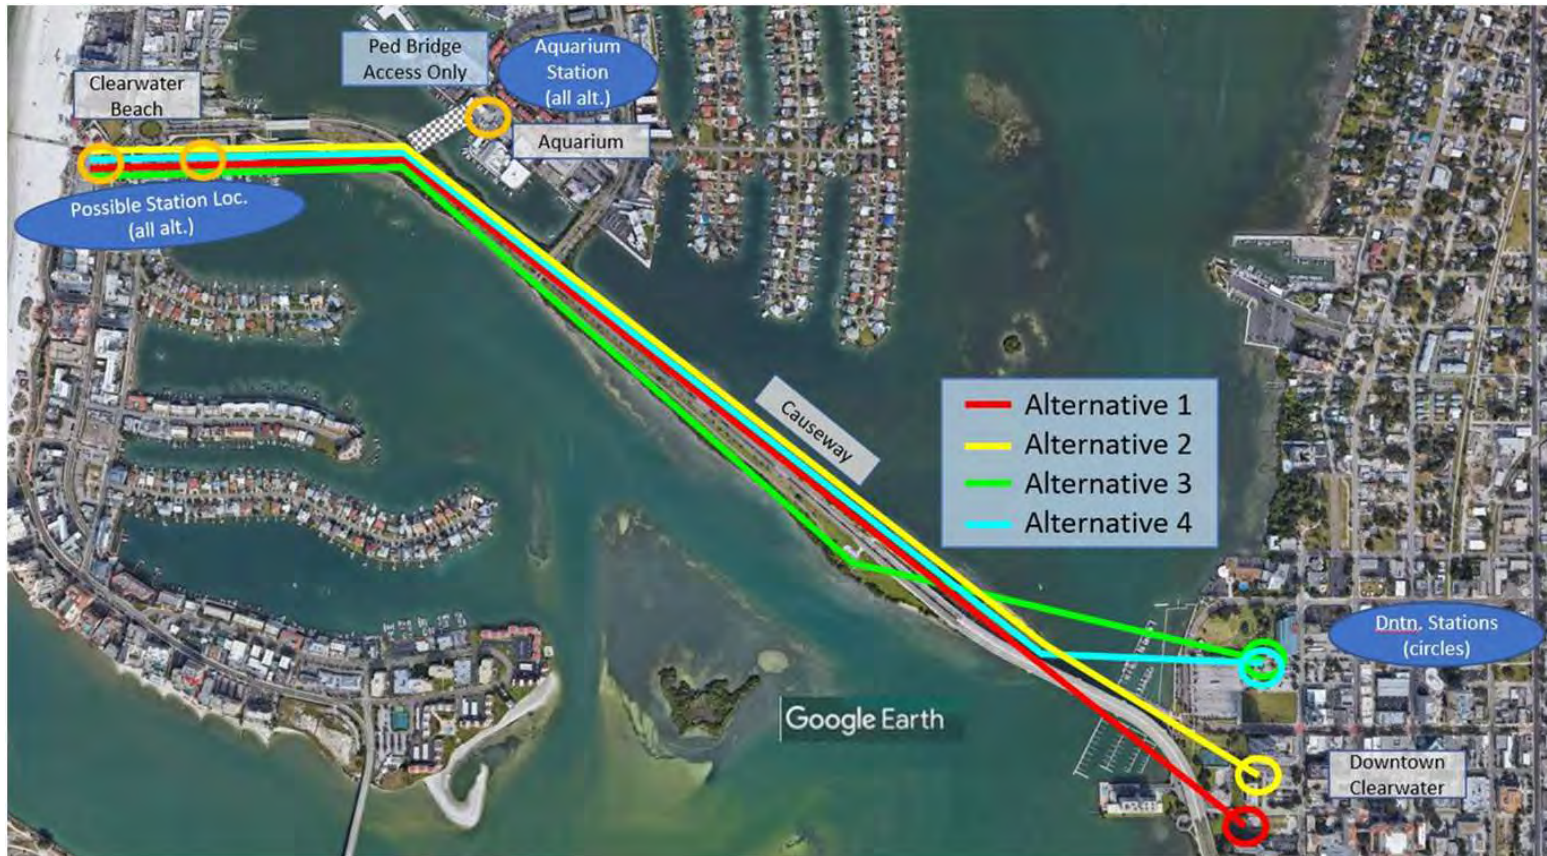 Clearwater
Beach
Ped Bridge
Access Only
Aquarium
Station
(all alt.)
Aquarium
Possible Station Loc.
(all alt.)
Causeway
Alternative 1
Alternative 2
Alternative 3
Alternative 4
Dntn. Stations
(circles)
Google Earth
Downtown
Clearwater